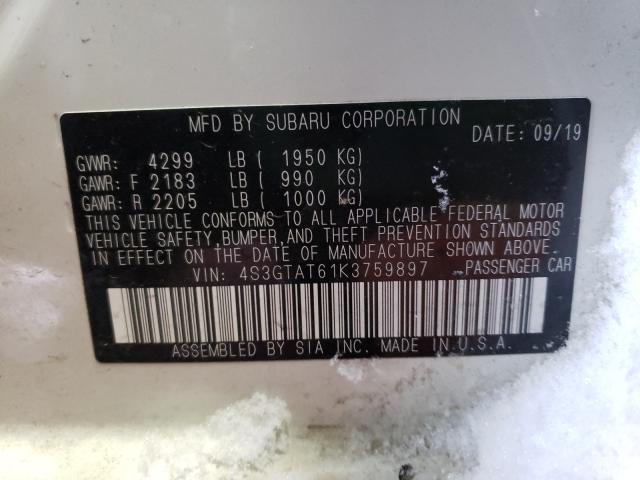 MFD BY SUBARU CORPORATION
DATE: 09/19
GVWR: 4299 LB ( 1950 KG)
GAWR: F 2183 LB ( 990 KG)
GAWR: R 2205 LB ( 1000 KG)
THIS VEHICLE CONFORMS TO ALL APPLICABLE FEDERAL MOTOR
VEHICLE SAFETY, BUMPER, AND THEFT PREVENTION STANDARDS
IN EFFECT ON THE DATE OF MANUFACTURE SHOWN ABOVE.
VIN: 4S3GTAT61K3759897 PASSENGER CAR
ASSEMBLED BY SIA INC. MADE IN U.S.A.